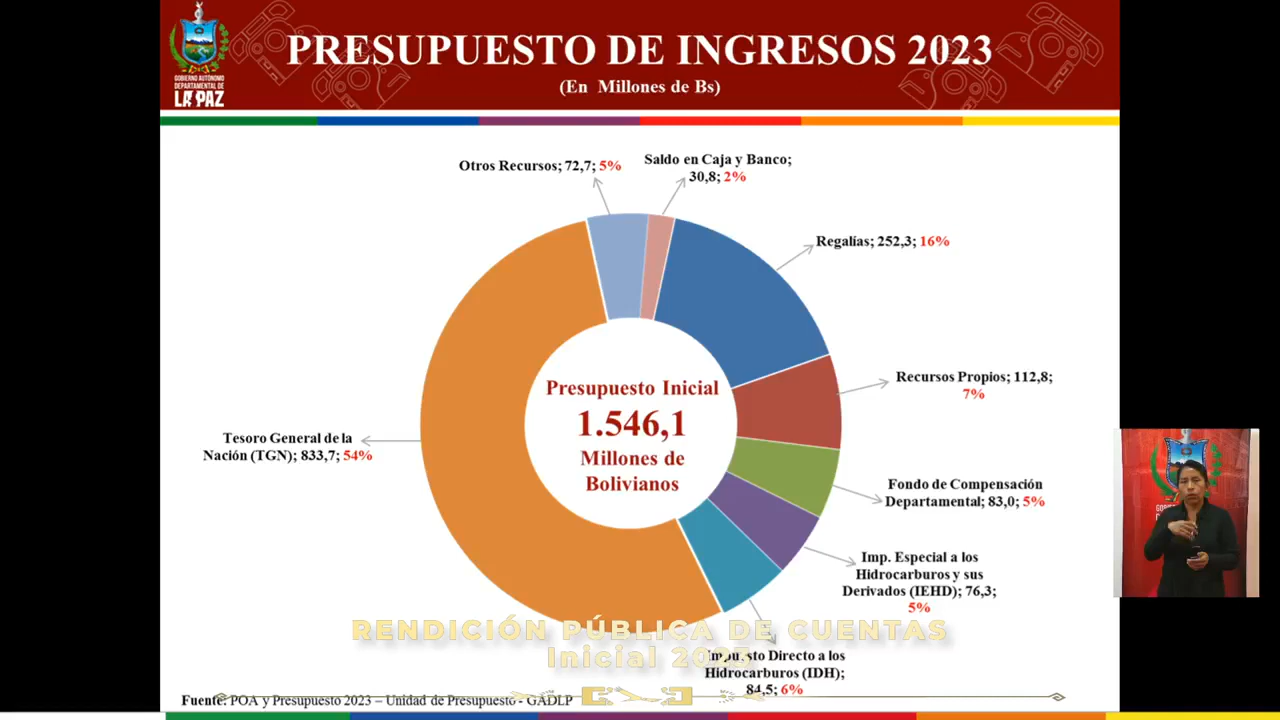 GOBIERNO AUTÓNOMO
DEPARTAMENTAL DE
LA PAZ
PRESUPUESTO DE INGRESOS 2023
(En Millones de Bs)
Otros Recursos; 72,7; 5%
Saldo en Caja y Banco;
30,8; 2%
Regalías; 252,3; 16%
Recursos Propios; 112,8;
7%
Presupuesto Inicial
1.546,1
Millones de
Bolivianos
Tesoro General de la
Nación (TGN); 833,7; 54%
Fondo de Compensación
Departamental; 83,0; 5%
Imp. Especial a los
Hidrocarburos y sus
Derivados (IEHD); 76,3;
5%
RENDICIÓN PÚBLICA DE CUENTAS
Inicial 2023
Impuesto Directo a los
Hidrocarburos (IDH);
84,5; 6%
Fuente: POA y Presupuesto 2023 – Unidad de Presupuesto - GADLP